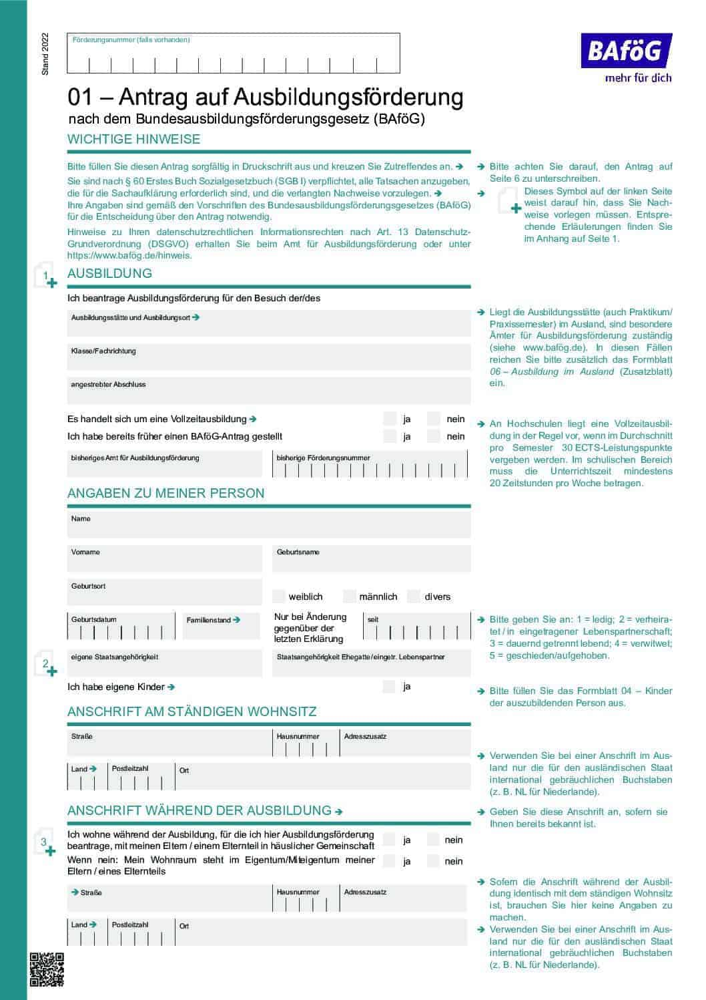 Stand 2022
Förderungsnummer (falls vorhanden)
BAföG
mehr für dich
01 – Antrag auf Ausbildungsförderung
nach dem Bundesausbildungsförderungsgesetz (BAföG)
WICHTIGE HINWEISE
Bitte füllen Sie diesen Antrag sorgfältig in Druckschrift aus und kreuzen Sie Zutreffendes an. ➔
Sie sind nach § 60 Erstes Buch Sozialgesetzbuch (SGB I) verpflichtet, alle Tatsachen anzugeben,
die für die Sachaufklärung erforderlich sind, und die verlangten Nachweise vorzulegen. ➔
Ihre Angaben sind gemäß den Vorschriften des Bundesausbildungsförderungsgesetzes (BAföG)
für die Entscheidung über den Antrag notwendig.
Hinweise zu Ihren datenschutzrechtlichen Informationsrechten nach Art. 13 Datenschutz-
Grundverordnung (DSGVO) erhalten Sie beim Amt für Ausbildungsförderung oder unter
https://www.bafög.de/hinweis.
➔ Bitte achten Sie darauf, den Antrag auf
Seite 6 zu unterschreiben.
➔ Dieses Symbol auf der linken Seite
weist darauf hin, dass Sie Nach-
weise vorlegen müssen. Entspre-
chende Erläuterungen finden Sie
im Anhang auf Seite 1.
1
AUSBILDUNG
Ich beantrage Ausbildungsförderung für den Besuch der/des
Ausbildungsstätte und Ausbildungsort ➔
Klasse/Fachrichtung
angestrebter Abschluss
➔ Liegt die Ausbildungsstätte (auch Praktikum/
Praxissemester) im Ausland, sind besondere
Ämter für Ausbildungsförderung zuständig
(siehe www.bafög.de). In diesen Fällen
reichen Sie bitte zusätzlich das Formblatt
06 – Ausbildung im Ausland (Zusatzblatt)
ein.
Es handelt sich um eine Vollzeitausbildung ➔ ja nein
Ich habe bereits früher einen BAföG-Antrag gestellt ja nein
bisheriges Amt für Ausbildungsförderung
bisherige Förderungsnummer
➔ An Hochschulen liegt eine Vollzeitausbil-
dung in der Regel vor, wenn im Durchschnitt
pro Semester 30 ECTS-Leistungspunkte
vergeben werden. Im schulischen Bereich
muss die Unterrichtszeit mindestens
20 Zeitstunden pro Woche betragen.
ANGABEN ZU MEINER PERSON
Name
Vorname
Geburtsname
Geburtsort
weiblich männlich divers
Geburtsdatum
Familienstand ➔
Nur bei Änderung
gegenüber der
letzten Erklärung
seit
➔ Bitte geben Sie an: 1 = ledig; 2 = verheira-
tet / in eingetragener Lebenspartnerschaft;
3 = dauernd getrennt lebend; 4 = verwitwet;
5 = geschieden/aufgehoben.
2
eigene Staatsangehörigkeit
Staatsangehörigkeit Ehegatte/eingetr. Lebenspartner
Ich habe eigene Kinder ➔ ja
➔ Bitte füllen Sie das Formblatt 04 – Kinder
der auszubildenden Person aus.
ANSCHRIFT AM STÄNDIGEN WOHNSITZ
Straße
Hausnummer
Adresszusatz
Land ➔
Postleitzahl
Ort
➔ Verwenden Sie bei einer Anschrift im Aus-
land nur die für den ausländischen Staat
international gebräuchlichen Buchstaben
(z. B. NL für Niederlande).
ANSCHRIFT WÄHREND DER AUSBILDUNG ➔
➔ Geben Sie diese Anschrift an, sofern sie
Ihnen bereits bekannt ist.
3
Ich wohne während der Ausbildung, für die ich hier Ausbildungsförderung
beantrage, mit meinen Eltern / einem Elternteil in häuslicher Gemeinschaft ja nein
Wenn nein: Mein Wohnraum steht im Eigentum/Miteigentum meiner
Eltern / eines Elternteils ja nein
➔ Straße
Hausnummer
Adresszusatz
Land ➔
Postleitzahl
Ort
➔ Sofern die Anschrift während der Ausbil-
dung identisch mit dem ständigen Wohnsitz
ist, brauchen Sie hier keine Angaben zu
machen.
➔ Verwenden Sie bei einer Anschrift im Aus-
land nur die für den ausländischen Staat
international gebräuchlichen Buchstaben
(z. B. NL für Niederlande).